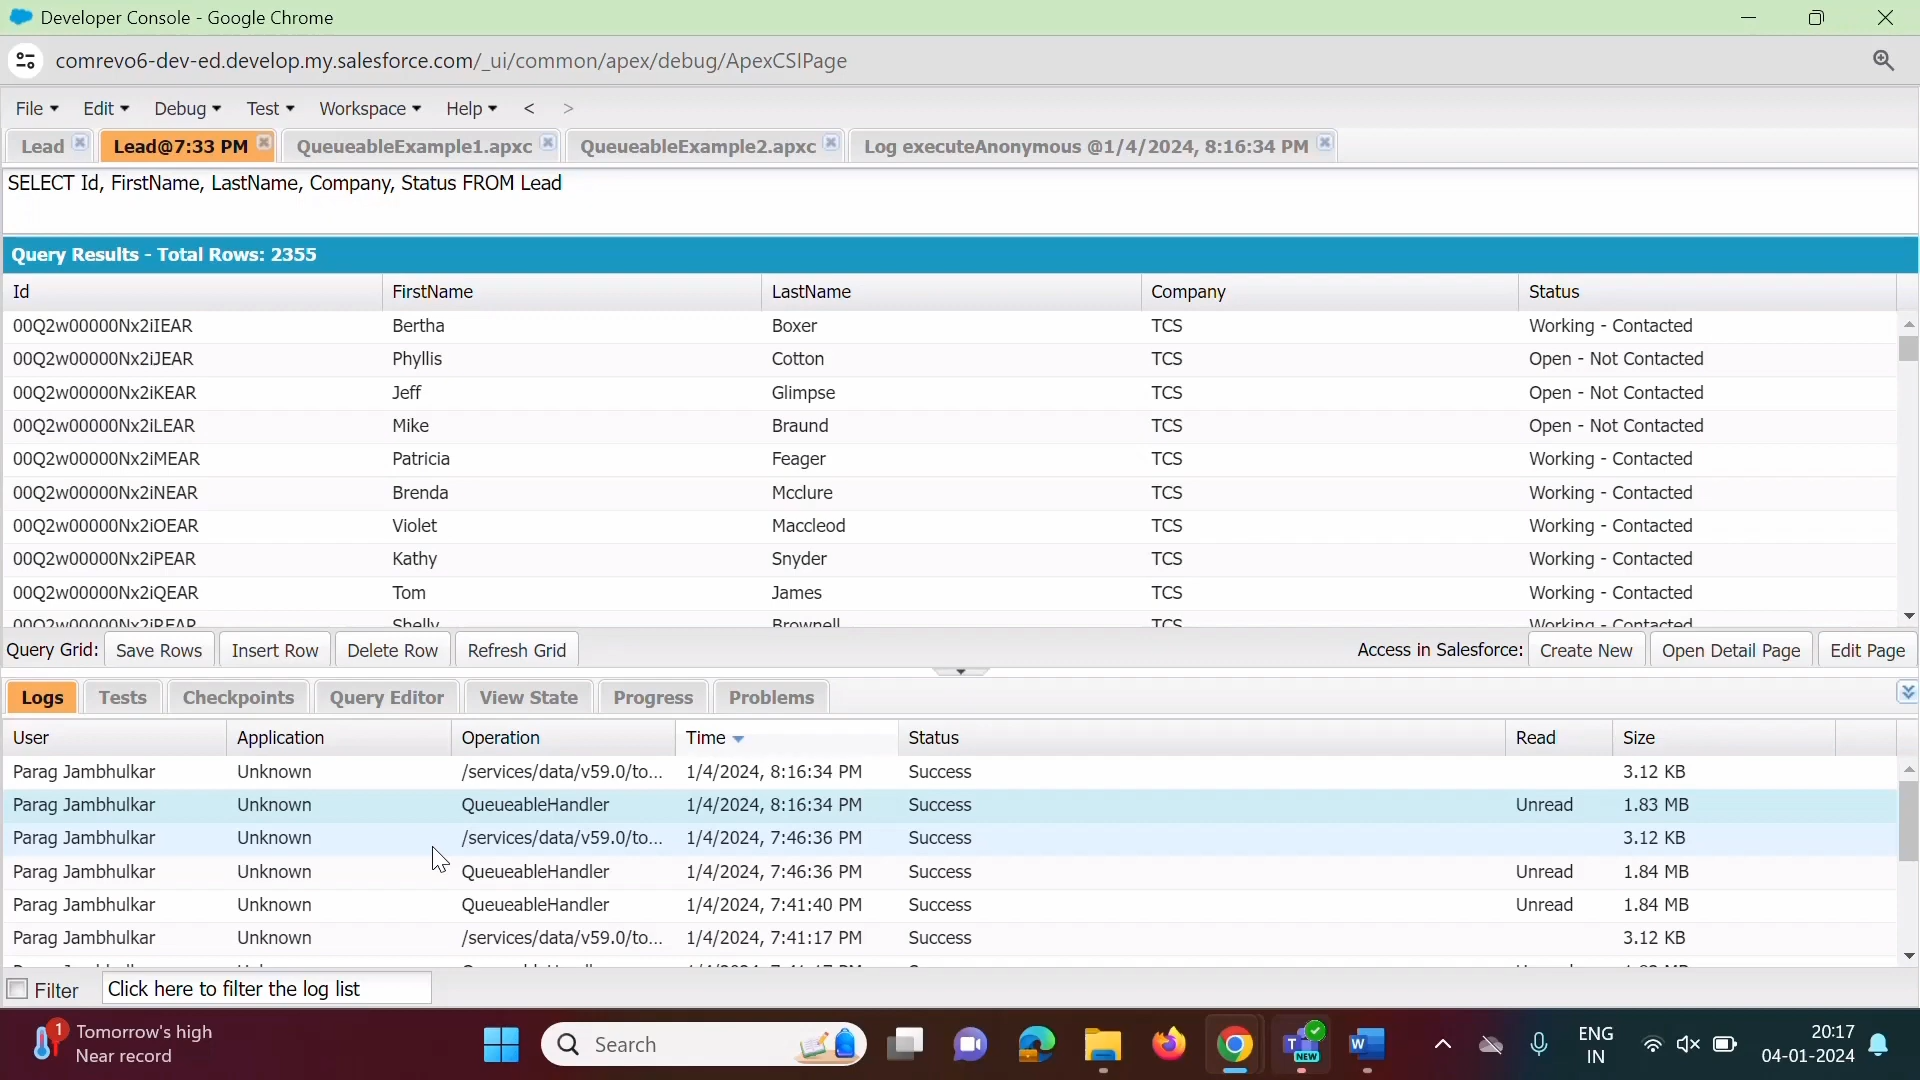 Developer Console - Google Chrome
comrevo6-dev-ed.develop.my.salesforce.com/_ui/common/apex/debug/ApexCSIPage
File Edit Debug Test Workspace Help < >
Lead Lead@7:33 PM QueueableExample1.apxc QueueableExample2.apxc Log executeAnonymous @1/4/2024, 8:16:34 PM
SELECT Id, FirstName, LastName, Company, Status FROM Lead
Query Results - Total Rows: 2355
Id FirstName LastName Company Status
00Q2w00000Nx2iIEAR Bertha Boxer TCS Working - Contacted
00Q2w00000Nx2iJEAR Phyllis Cotton TCS Open - Not Contacted
00Q2w00000Nx2iKEAR Jeff Glimpse TCS Open - Not Contacted
00Q2w00000Nx2iLEAR Mike Braund TCS Open - Not Contacted
00Q2w00000Nx2iMEAR Patricia Feager TCS Working - Contacted
00Q2w00000Nx2iNEAR Brenda Mcclure TCS Working - Contacted
00Q2w00000Nx2iOEAR Violet Maccleod TCS Working - Contacted
00Q2w00000Nx2iPEAR Kathy Snyder TCS Working - Contacted
00Q2w00000Nx2iQEAR Tom James TCS Working - Contacted
00Q2w00000Nx2iREAR Shelly Brownell TCS Working - Contacted
Query Grid: Save Rows Insert Row Delete Row Refresh Grid Access in Salesforce: Create New Open Detail Page Edit Page
Logs Tests Checkpoints Query Editor View State Progress Problems
User Application Operation Time Status Read Size
Parag Jambhulkar Unknown /services/data/v59.0/to... 1/4/2024, 8:16:34 PM Success 3.12 KB
Parag Jambhulkar Unknown QueueableHandler 1/4/2024, 8:16:34 PM Success Unread 1.83 MB
Parag Jambhulkar Unknown /services/data/v59.0/to... 1/4/2024, 7:46:36 PM Success 3.12 KB
Parag Jambhulkar Unknown QueueableHandler 1/4/2024, 7:46:36 PM Success Unread 1.84 MB
Parag Jambhulkar Unknown QueueableHandler 1/4/2024, 7:41:40 PM Success Unread 1.84 MB
Parag Jambhulkar Unknown /services/data/v59.0/to... 1/4/2024, 7:41:17 PM Success 3.12 KB
Filter Click here to filter the log list
1 Tomorrow's high
Near record
Search
NEW
ENG
IN
20:17
04-01-2024